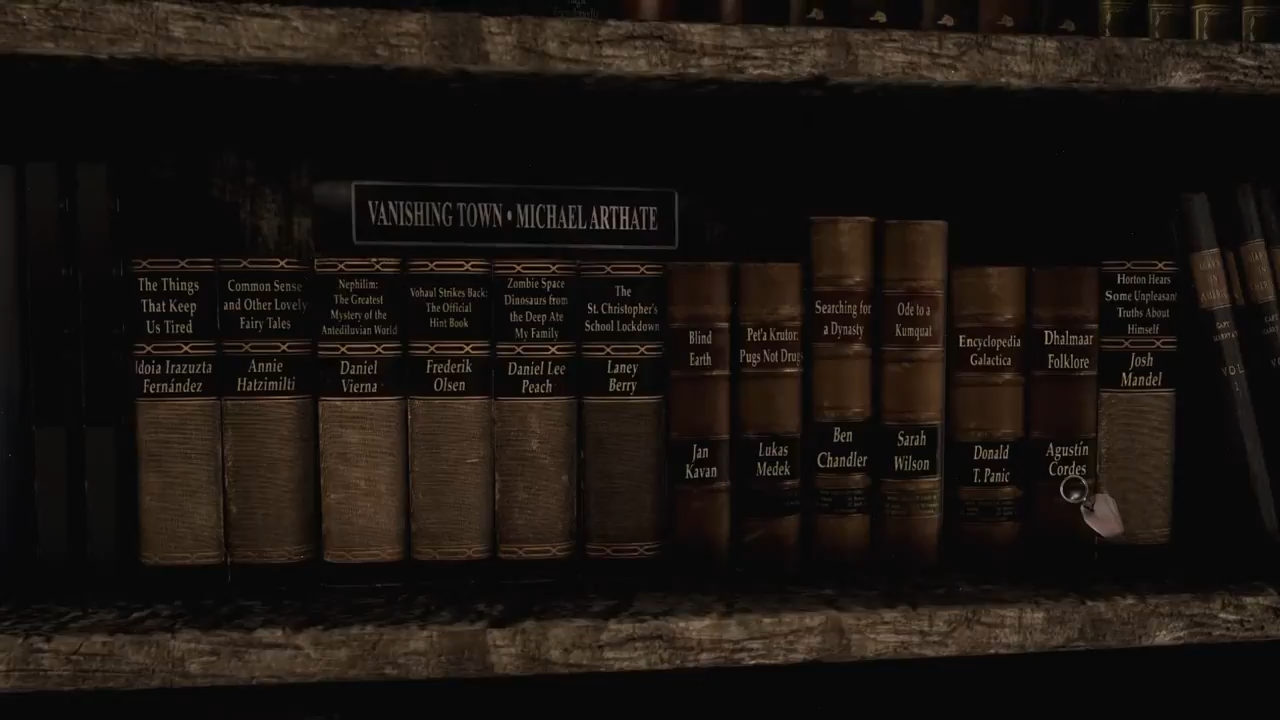 VANISHING TOWN • MICHAEL ARTHATE
The Things
That Keep
Us Tired
Idoia Irazuzta
Fernández
Common Sense
and Other Lovely
Fairy Tales
Annie
Hatzimilti
Nephilim:
The Greatest
Mystery of the
Antediluvian World
Daniel
Vierna
Vohaul Strikes Back:
The Official
Hint Book
Frederik
Olsen
Zombie Space
Dinosaurs from
the Deep Ate
My Family
Daniel Lee
Peach
The
St. Christopher's
School Lockdown
Laney
Berry
Blind
Earth
Jan
Kavan
Pet'a Krutor:
Pugs Not Drugs
Lukas
Medek
Searching for
a Dynasty
Ben
Chandler
Ode to a
Kumquat
Sarah
Wilson
Encyclopedia
Galactica
Donald
T. Panic
Dhalmaar
Folklore
Agustín
Cordes
Horton Hears
Some Unpleasant
Truths About
Himself
Josh
Mandel
VOL